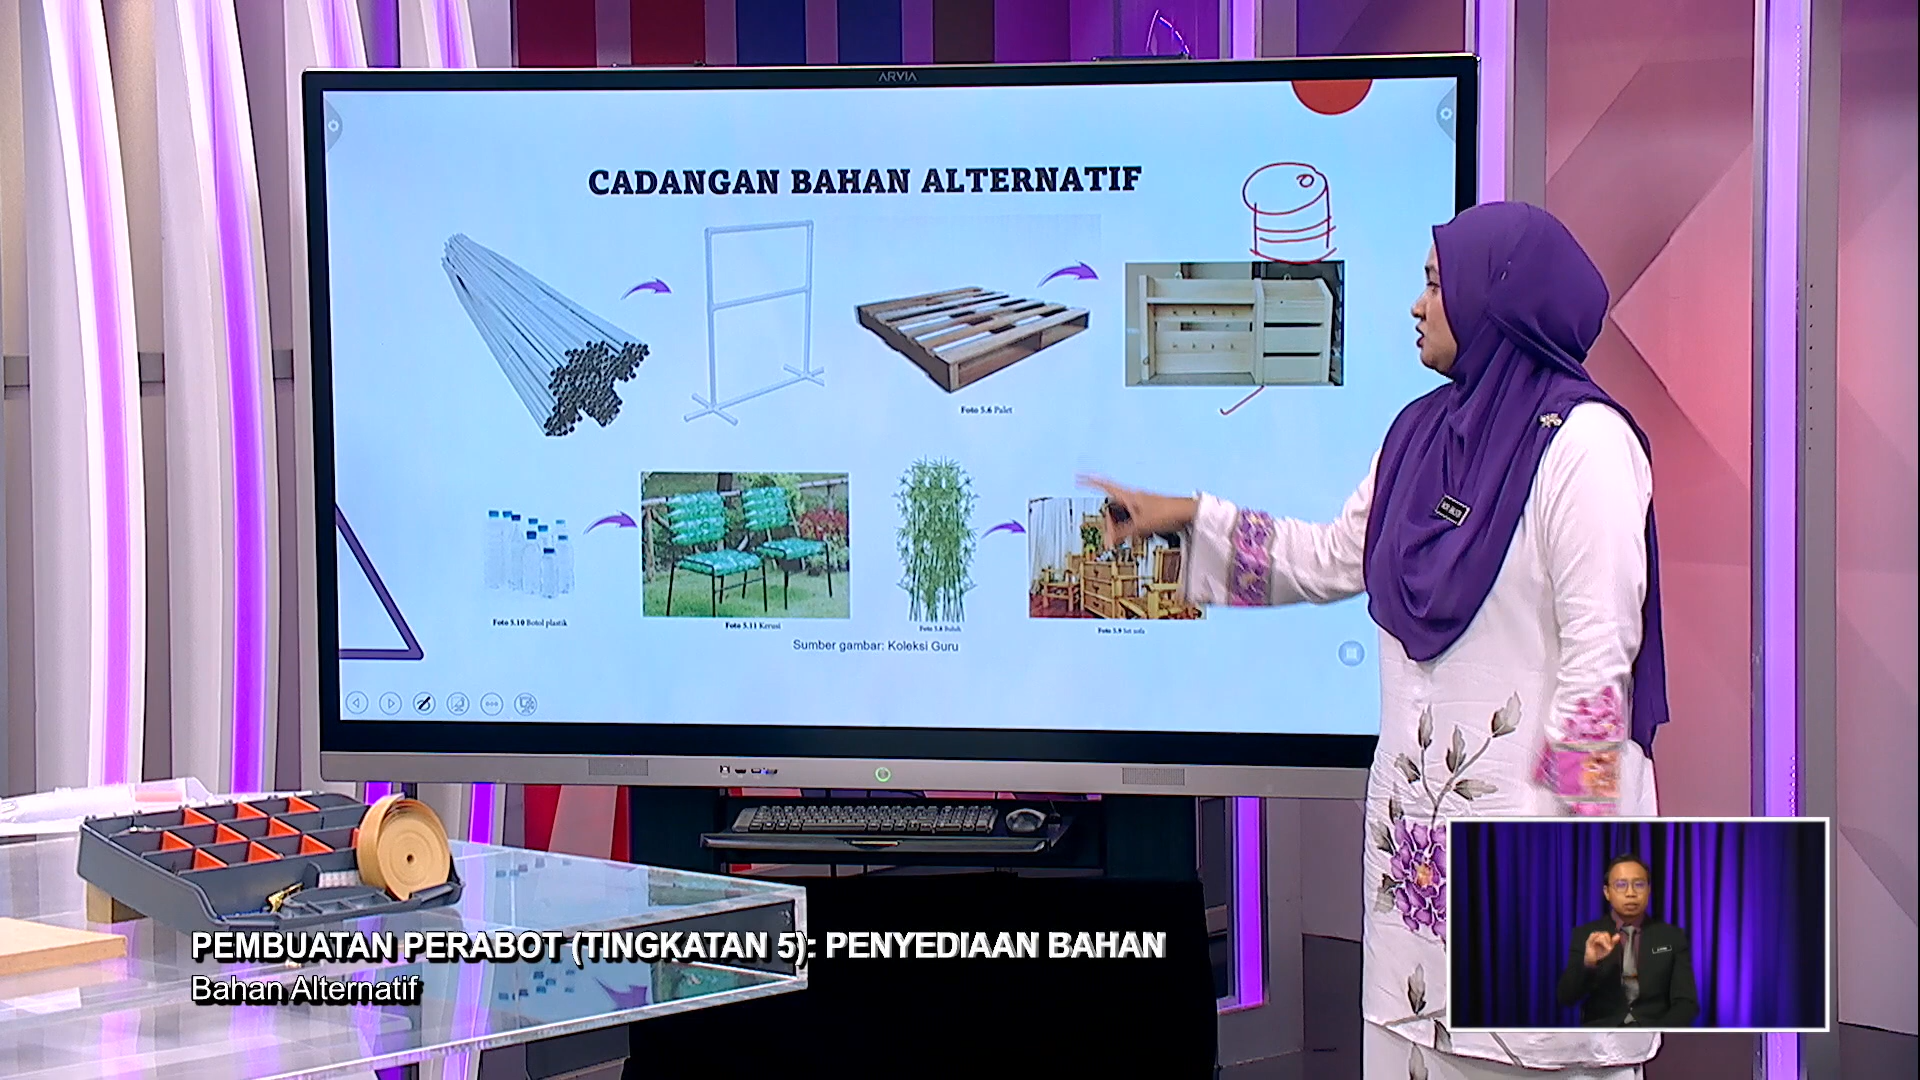 ARVIA
CADANGAN BAHAN ALTERNATIF
Foto 5.6 Palet
Foto 5.10 Botol plastik
Foto 5.11 Kerusi
Foto 5.8 Buluh
Foto 5.9 Set sofa
Sumber gambar: Koleksi Guru
PEMBUATAN PERABOT (TINGKATAN 5): PENYEDIAAN BAHAN
Bahan Alternatif